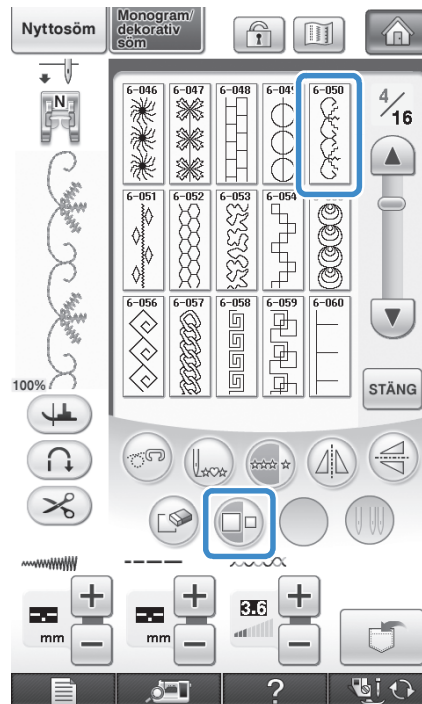 Nyttosöm
Monogram/
dekorativ
söm
N
6-046 6-047 6-048 6-049 6-050
4/16
6-051 6-052 6-053 6-054
6-056 6-057 6-058 6-059 6-060
100%
STÄNG
3.6
mm
mm
?